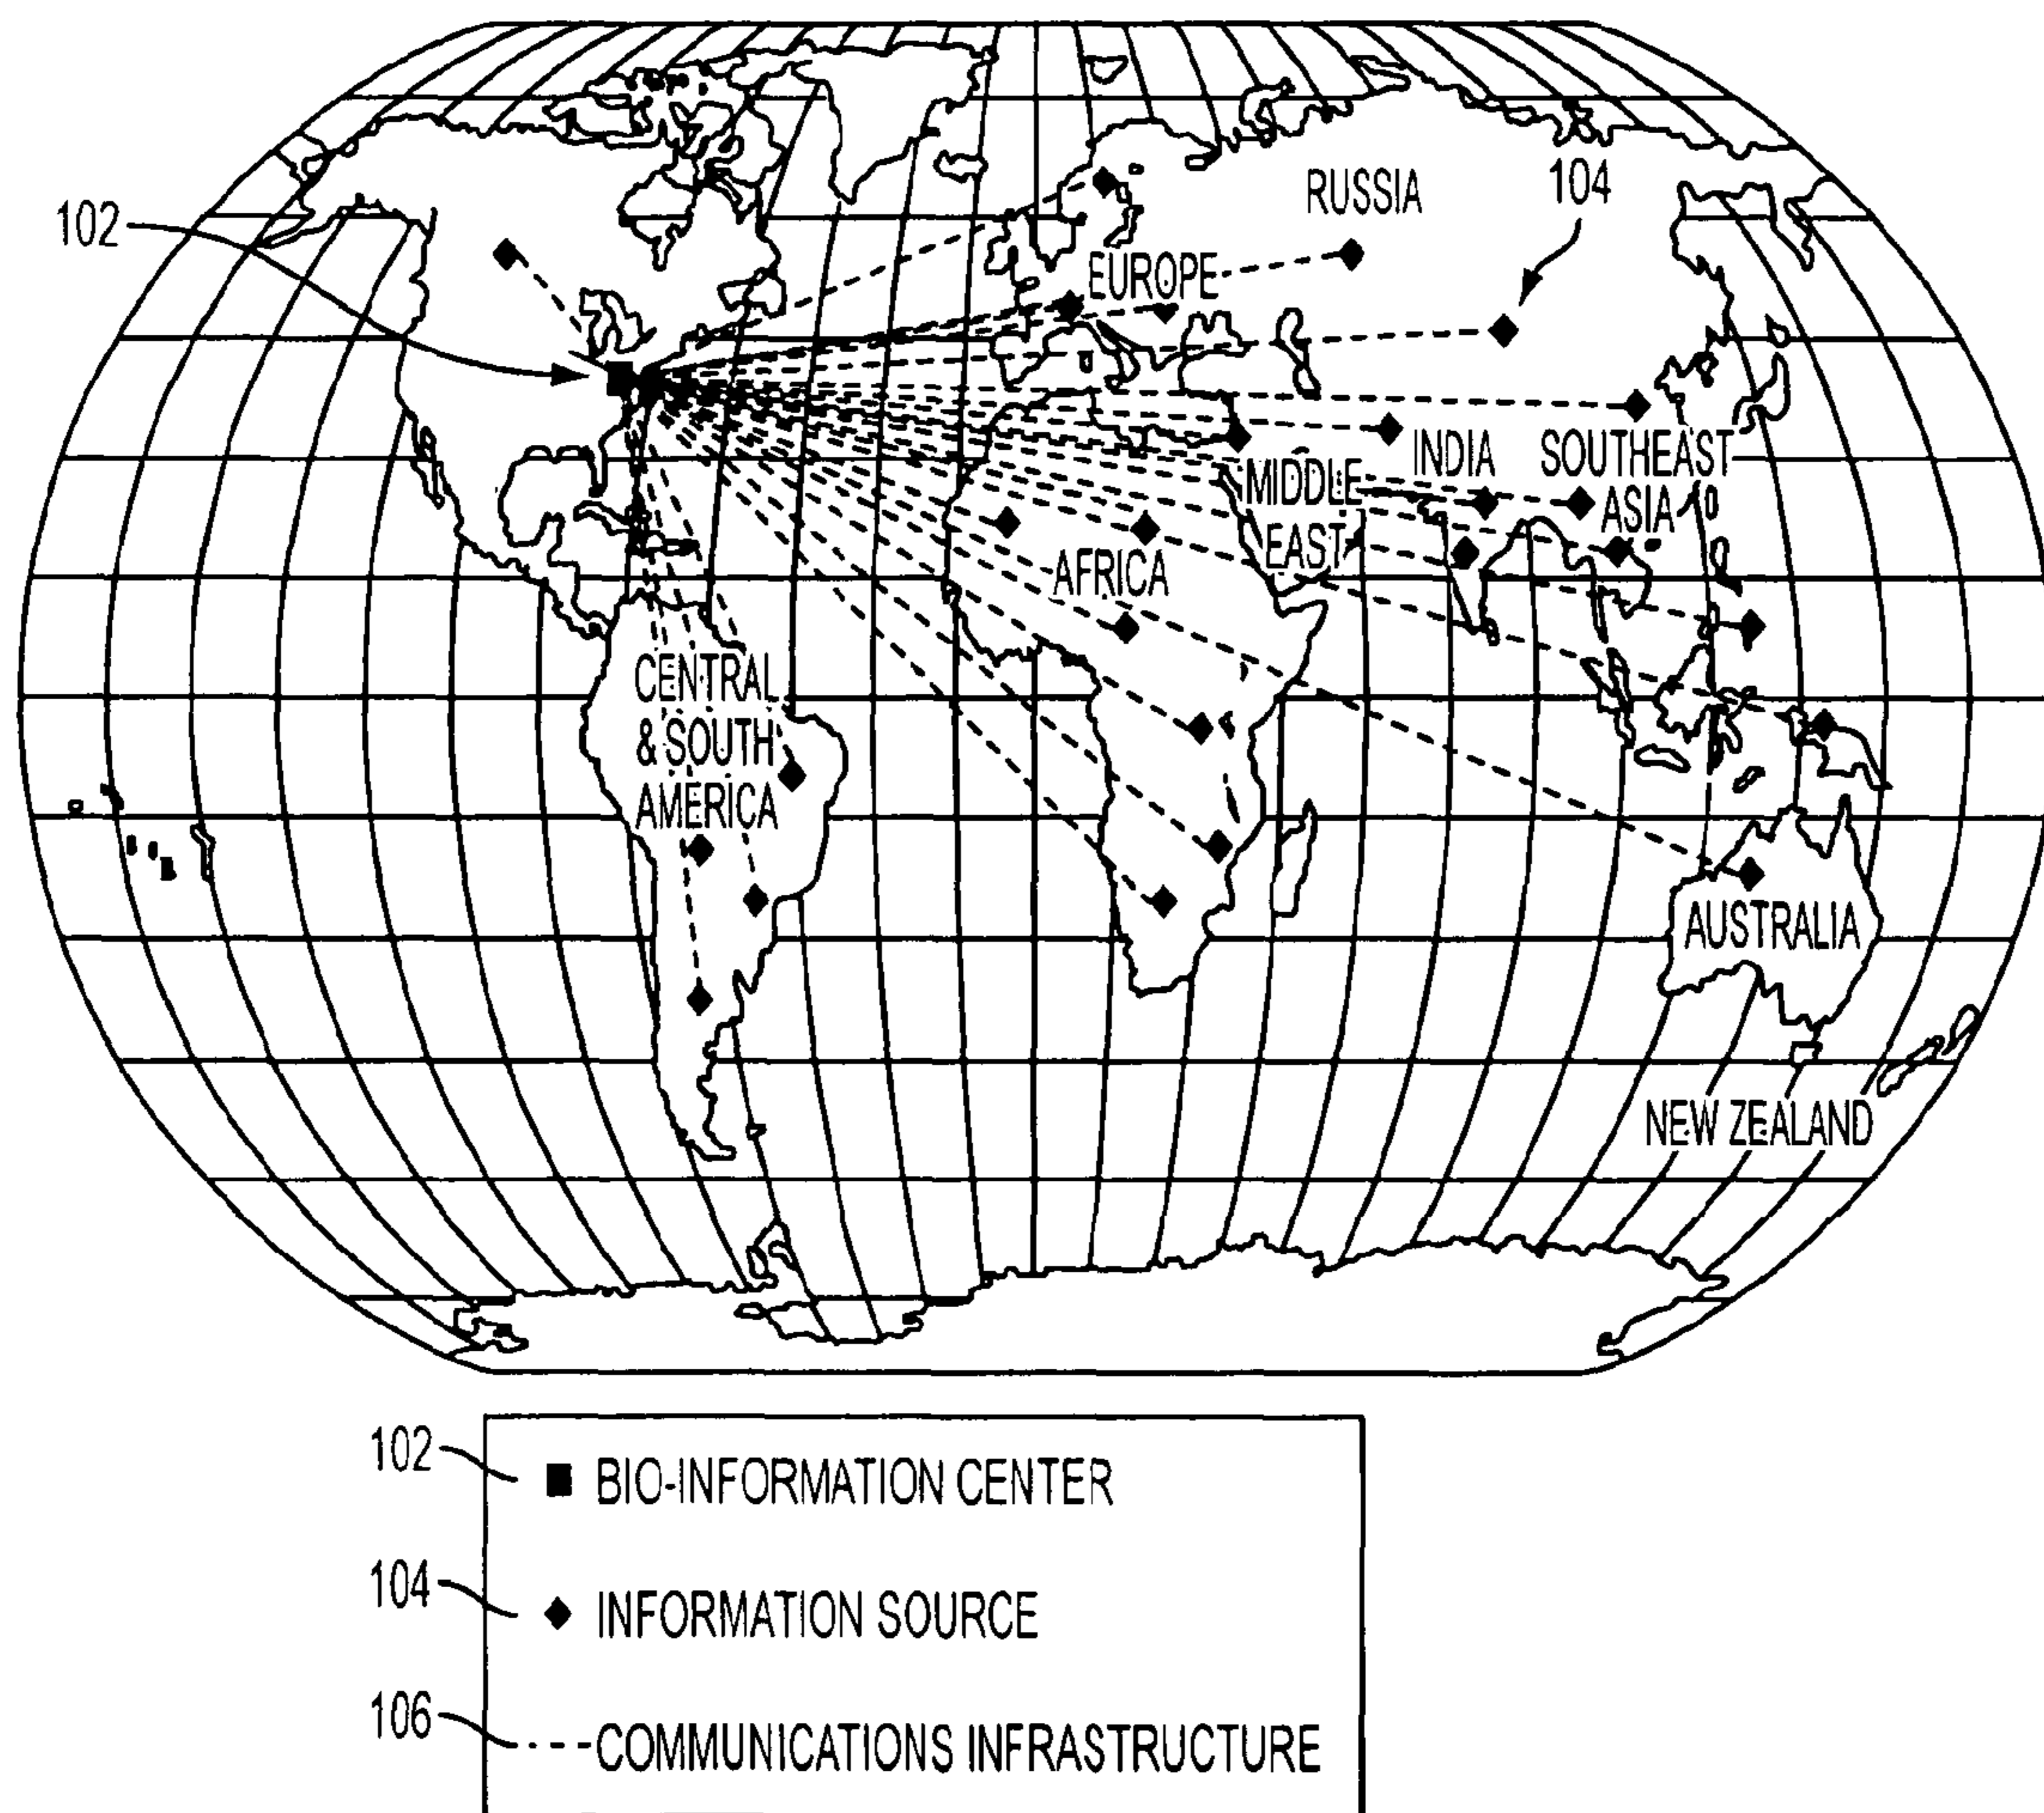 102
RUSSIA
104
EUROPE
INDIA
SOUTHEAST
ASIA
MIDDLE
EAST
AFRICA
CENTRAL
& SOUTH
AMERICA
AUSTRALIA
NEW ZEALAND
102
BIO-INFORMATION CENTER
104
INFORMATION SOURCE
106
COMMUNICATIONS INFRASTRUCTURE